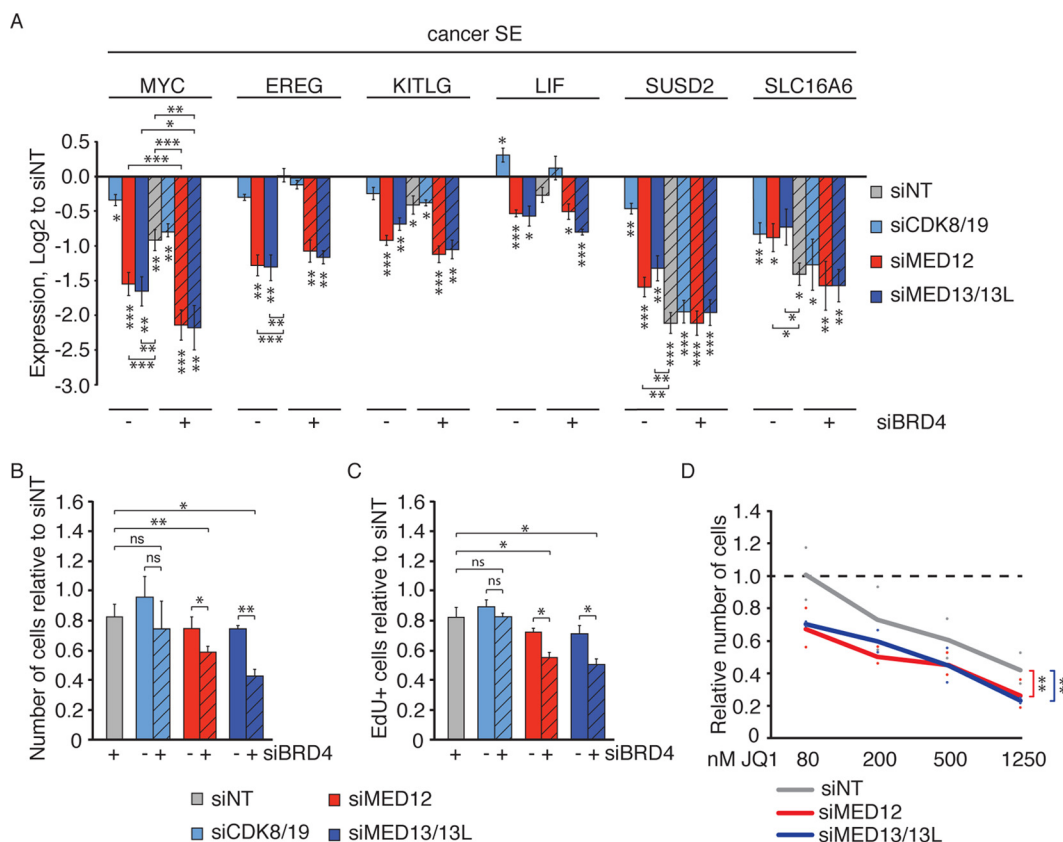 A
cancer SE
MYC EREG KITLG LIF SUSD2 SLC16A6
** 
*
***
***
Expression, Log2 to siNT
0.5
0.0
-0.5
-1.0
-1.5
-2.0
-2.5
-3.0
* *** ** ** ** *** **
** ***
** ** ** **
** ***
*** ** * * *** **
* *** * * ***
** *** ** *** *** *** ***
** **
** * ** * ** **
* *
- + - + - + - + - + - + siBRD4
siNT
siCDK8/19
siMED12
siMED13/13L
B
Number of cells relative to siNT
1.6
1.4
1.2
1.0
0.8
0.6
0.4
0.2
0
*
**
ns
ns
*
**
+ - + - + - + siBRD4
C
EdU+ cells relative to siNT
1.6
1.4
1.2
1.0
0.8
0.6
0.4
0.2
0
*
*
ns
ns
*
*
+ - + - + - + siBRD4
siNT siMED12
siCDK8/19 siMED13/13L
D
Relative number of cells
1.4
1.2
1.0
0.8
0.6
0.4
0.2
0
** **
nM JQ1 80 200 500 1250
siNT
siMED12
siMED13/13L